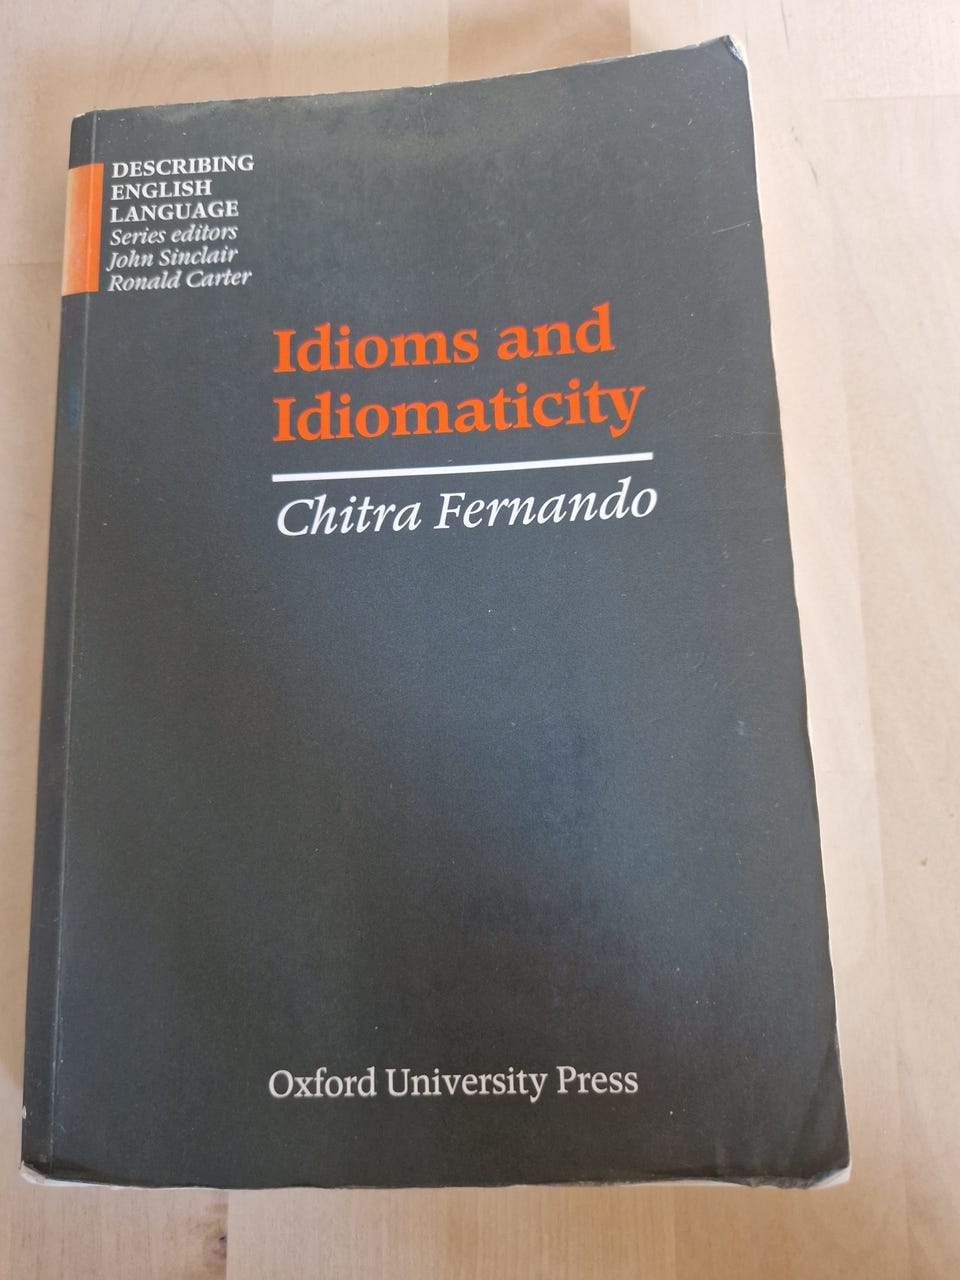 DESCRIBING
ENGLISH
LANGUAGE
Series editors
John Sinclair
Ronald Carter
Idioms and
Idiomaticity
Chitra Fernando
Oxford University Press